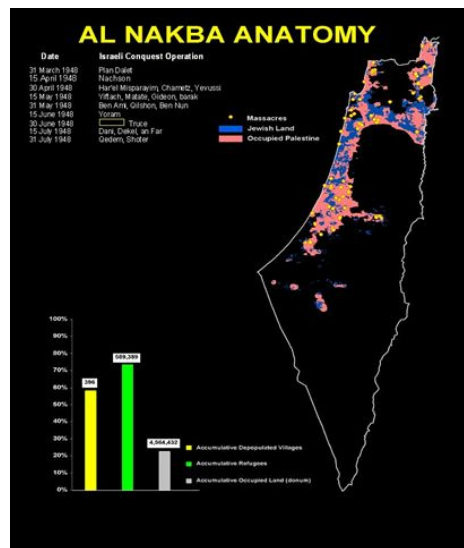 AL NAKBA ANATOMY
Date Israeli Conquest Operation
31 March 1948 Plan Dalet
15 April 1948 Nachson
30 April 1948 Har'el Misparayim, Chametz, Yevussi
15 May 1948 Yiftach, Matate, Gideon, barak
31 May 1948 Ben Ami, Qilshon, Ben Nun
15 June 1948 Yoram
30 June 1948 Truce
15 July 1948 Dani, Dekel, an Far
31 July 1948 Qedem, Shoter
Massacres
Jewish Land
Occupied Palestine
100%
90%
80%
70%
60%
50%
40%
30%
20%
10%
0%
396
589,389
4,564,432
Accumulative Depopulated Villages
Accumulative Refugees
Accumulative Occupied Land (donum)